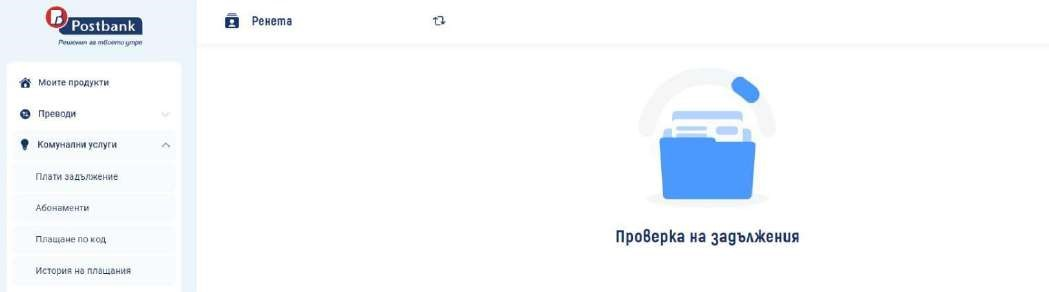 Postbank
Решения за твоето утре
Моите продукти
Преводи
Комунални услуги
Плати задължение
Абонаменти
Плащане по код
История на плащания
Ренета
Проверка на задължения